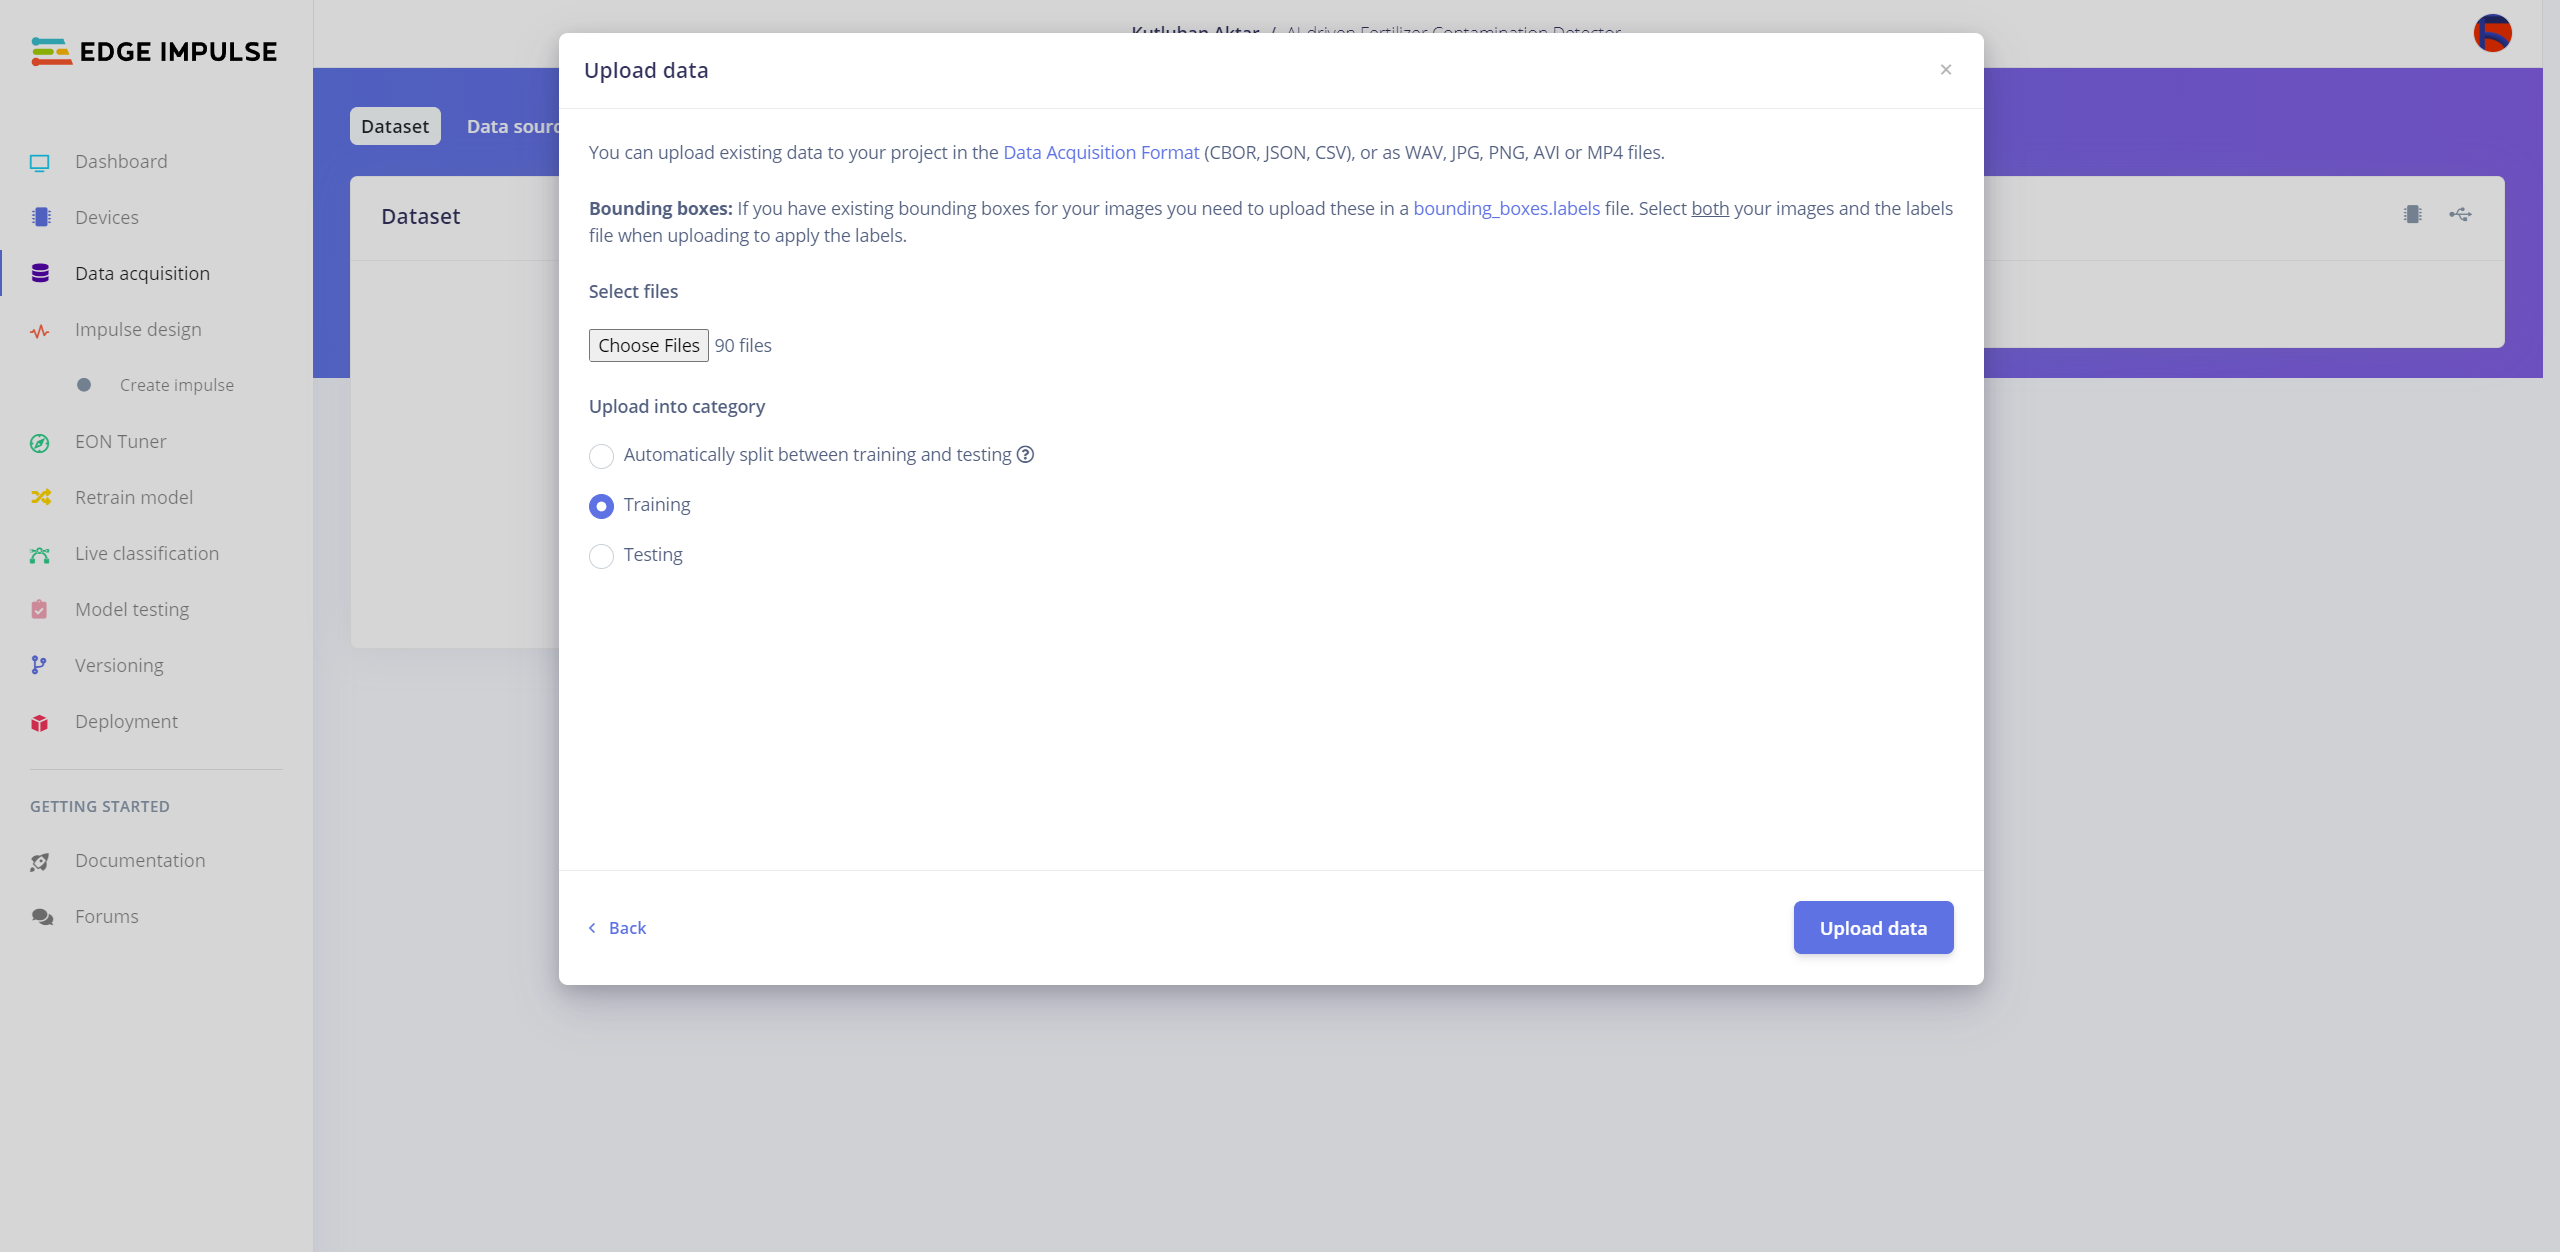 EDGE IMPULSE
Dashboard
Devices
Data acquisition
Impulse design
Create impulse
EON Tuner
Retrain model
Live classification
Model testing
Versioning
Deployment
GETTING STARTED
Documentation
Forums
Kutluhan Aktar / AI-driven Fertilizer Contamination Detector
Dataset
Data sourc
Dataset
Upload data
×
You can upload existing data to your project in the Data Acquisition Format (CBOR, JSON, CSV), or as WAV, JPG, PNG, AVI or MP4 files.
Bounding boxes: If you have existing bounding boxes for your images you need to upload these in a bounding_boxes.labels file. Select both your images and the labels
file when uploading to apply the labels.
Select files
Choose Files 90 files
Upload into category
Automatically split between training and testing ?
Training
Testing
Back
Upload data